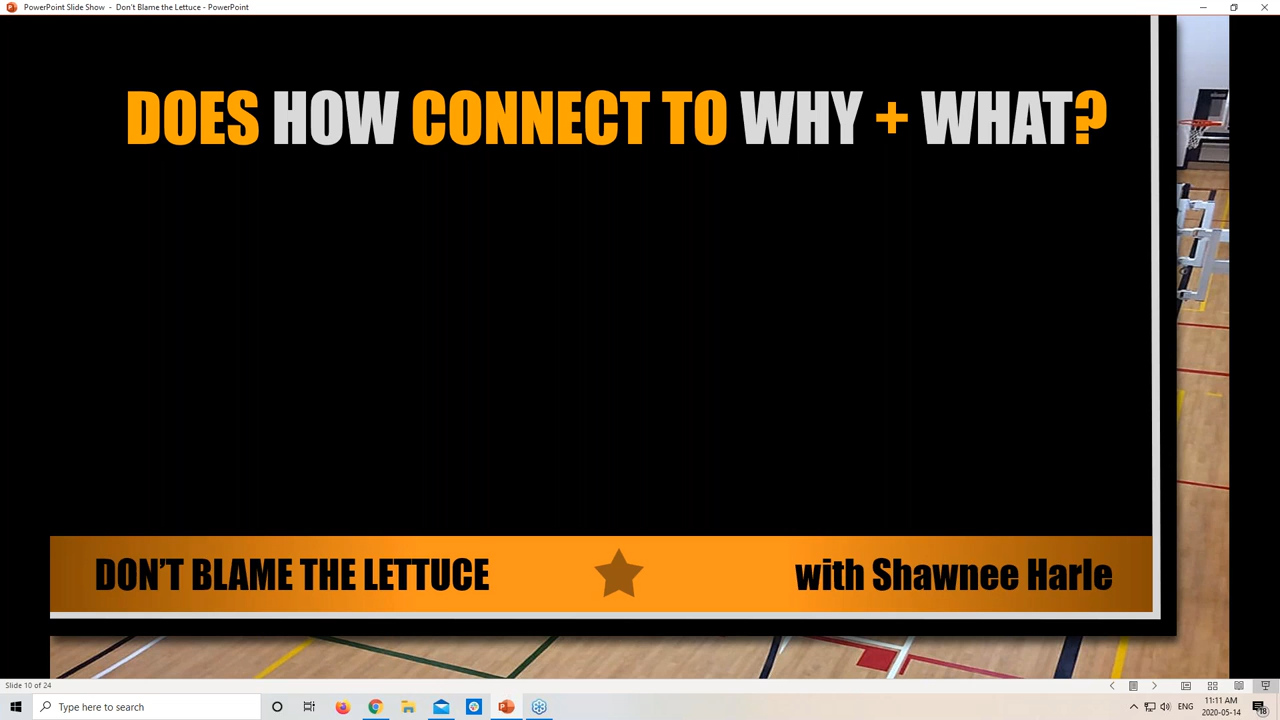 PowerPoint Slide Show - Don't Blame the Lettuce - PowerPoint
DOES HOW CONNECT TO WHY + WHAT?
DON'T BLAME THE LETTUCE
with Shawnee Harle
Slide 10 of 24
Type here to search
ENG
11:11 AM
2020-05-14
18